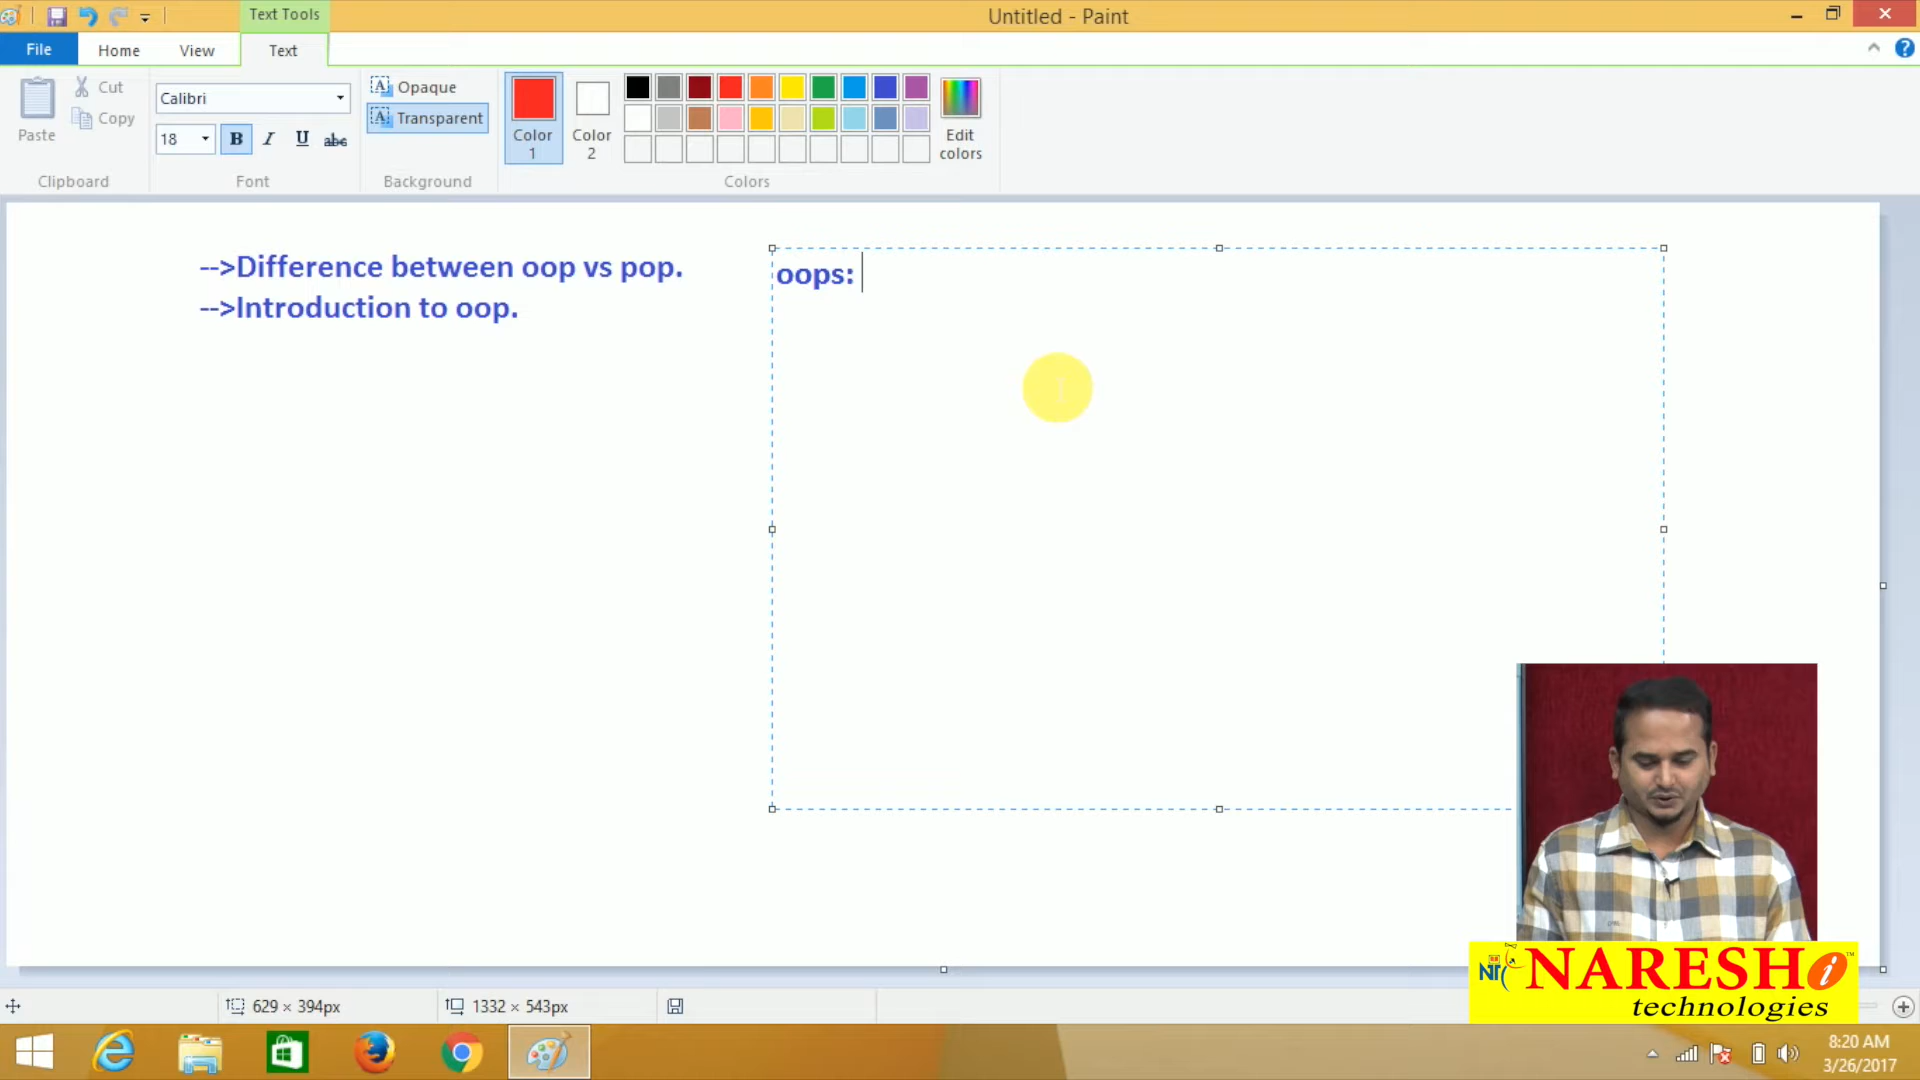 Text Tools
Untitled - Paint
File
Home
View
Text
Paste
Cut
Copy
Clipboard
Calibri
18
B
I
U
abc
Font
Opaque
Transparent
Background
Color 1
Color 2
Edit colors
Colors
-->Difference between oop vs pop.
-->Introduction to oop.
oops:
629 × 394px
1332 × 543px
NARESH i ™
technologies
8:20 AM
3/26/2017